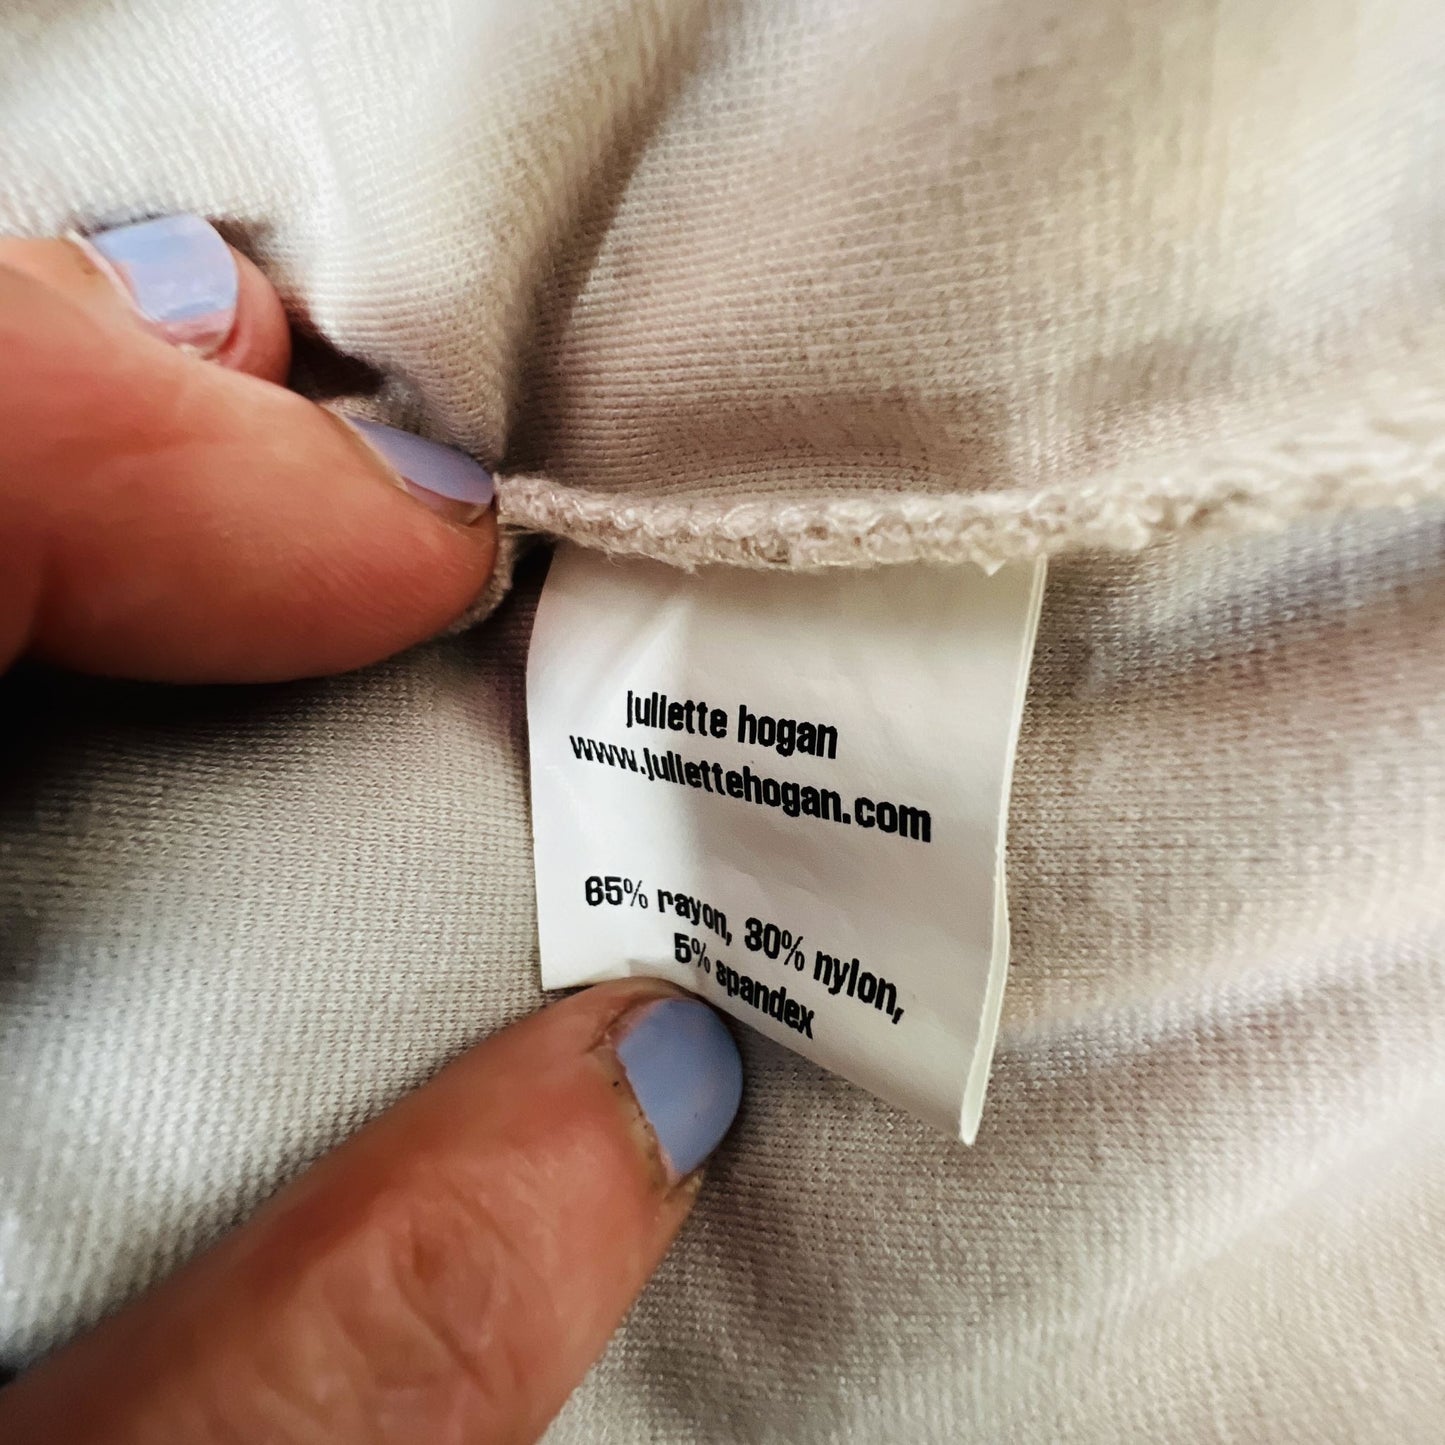 juliette hogan
www.juliettehogan.com
65% rayon, 30% nylon,
5% spandex